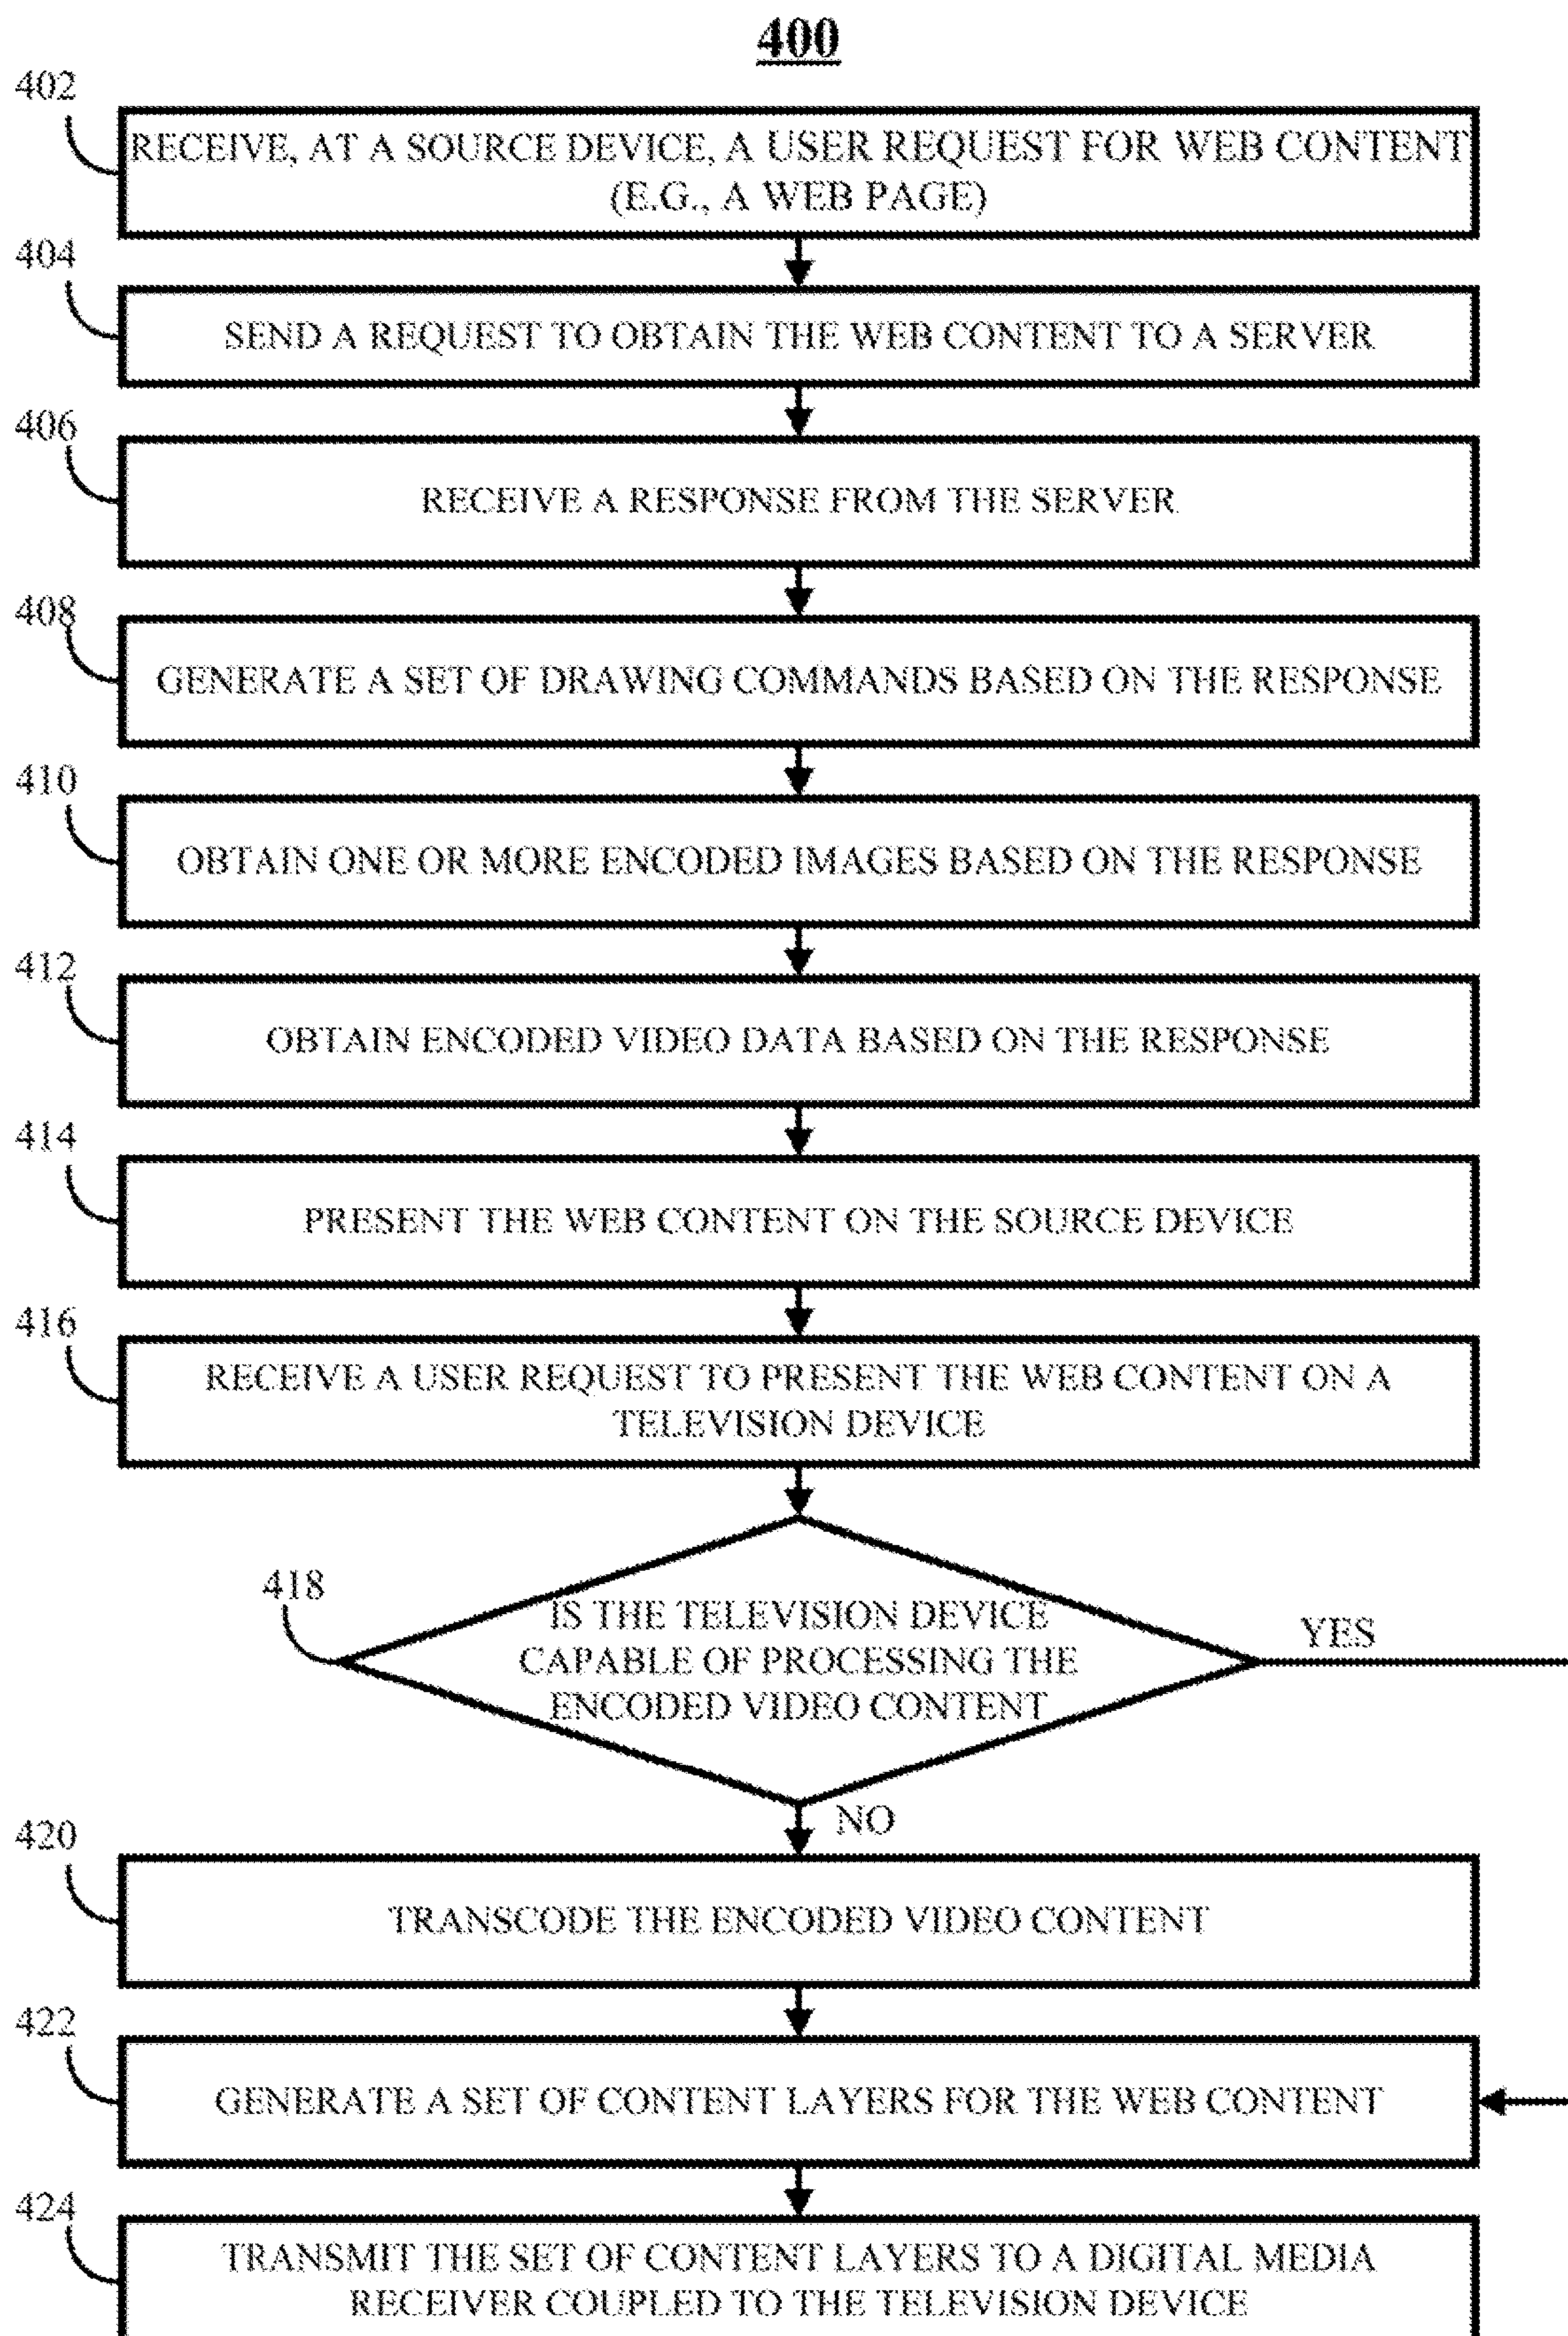 400
402
RECEIVE, AT A SOURCE DEVICE, A USER REQUEST FOR WEB CONTENT
(E.G., A WEB PAGE)
404
SEND A REQUEST TO OBTAIN THE WEB CONTENT TO A SERVER
406
RECEIVE A RESPONSE FROM THE SERVER
408
GENERATE A SET OF DRAWING COMMANDS BASED ON THE RESPONSE
410
OBTAIN ONE OR MORE ENCODED IMAGES BASED ON THE RESPONSE
412
OBTAIN ENCODED VIDEO DATA BASED ON THE RESPONSE
414
PRESENT THE WEB CONTENT ON THE SOURCE DEVICE
416
RECEIVE A USER REQUEST TO PRESENT THE WEB CONTENT ON A
TELEVISION DEVICE
418
IS THE TELEVISION DEVICE
CAPABLE OF PROCESSING THE
ENCODED VIDEO CONTENT
YES
NO
420
TRANSCODE THE ENCODED VIDEO CONTENT
422
GENERATE A SET OF CONTENT LAYERS FOR THE WEB CONTENT
424
TRANSMIT THE SET OF CONTENT LAYERS TO A DIGITAL MEDIA
RECEIVER COUPLED TO THE TELEVISION DEVICE